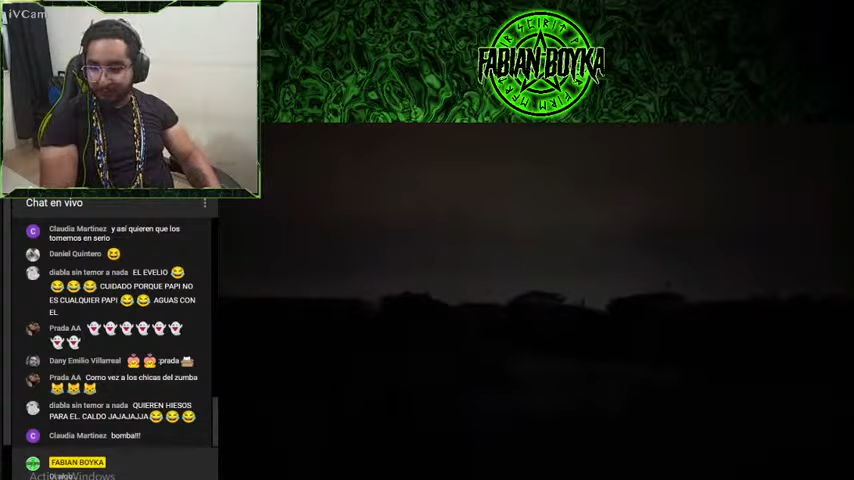 iVCam
FABIAN BOYKA
Chat en vivo
Claudia Martinez y así quieren que los
tomemos en serio
Daniel Quintero
diabla sin temor a nada EL EVELIO 😂
😂😂😂 CUIDADO PORQUE PAPI NO
ES CUALQUIER PAPI 😂😂 AGUAS CON
EL
Prada AA 👻👻👻👻👻👻
👻👻
Dany Emilio Villarreal :prada
Prada AA Como vez a los chicas del zumba
😹😹😹
diabla sin temor a nada QUIEREN HIESOS
PARA EL. CALDO JAJAJAJJA😂😂😂
Claudia Martinez bomba!!!
FABIAN BOYKA